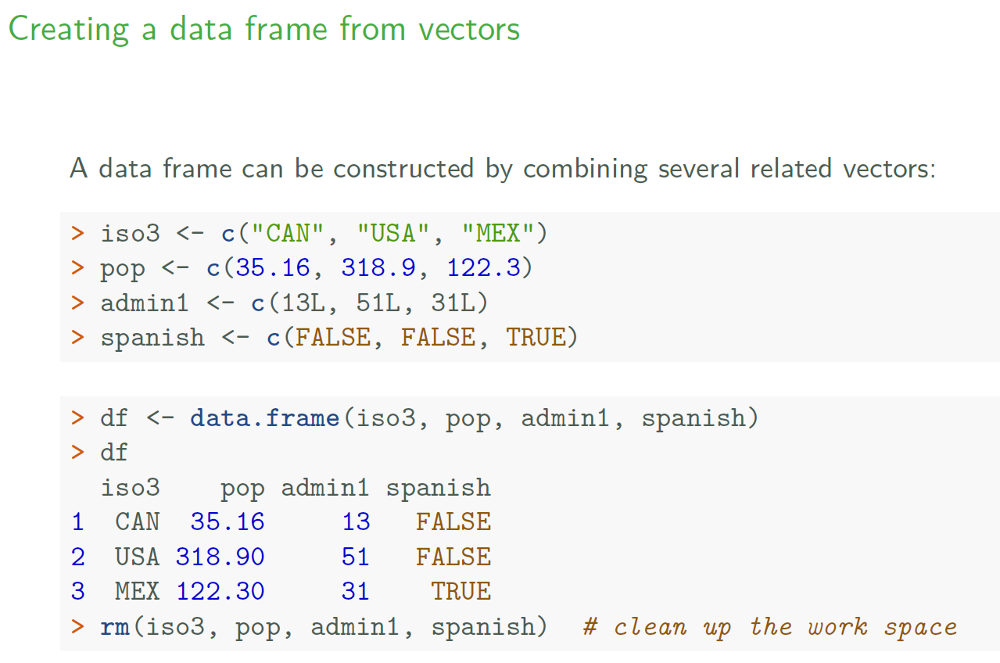 Creating a data frame from vectors
A data frame can be constructed by combining several related vectors:
> iso3 <- c("CAN", "USA", "MEX")
> pop <- c(35.16, 318.9, 122.3)
> admin1 <- c(13L, 51L, 31L)
> spanish <- c(FALSE, FALSE, TRUE)
> df <- data.frame(iso3, pop, admin1, spanish)
> df
  iso3    pop admin1 spanish
1  CAN  35.16     13   FALSE
2  USA 318.90     51   FALSE
3  MEX 122.30     31    TRUE
> rm(iso3, pop, admin1, spanish)  # clean up the work space